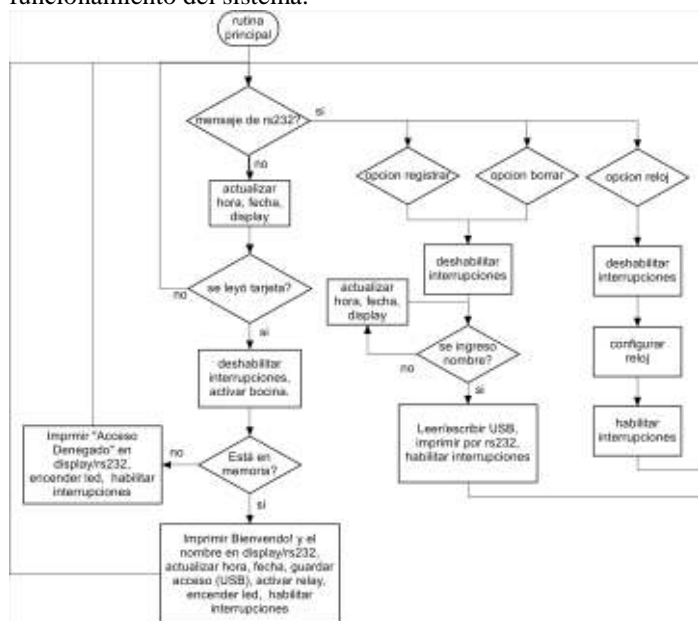 funcionamiento del sistema.
rutina
principal
mensaje de rs232?
si
no
actualizar
hora, fecha,
display
se leyó tarjeta?
no
si
deshabilitar
interrupciones,
activar bocina.
Está en
memoria?
no
si
Imprmir "Acceso
Denegado" en
display/rs232,
encender led, habilitar
interrupciones
Imprimir Bienvendo! y el
nombre en display/rs232,
actualizar hora, fecha, guardar
acceso (USB), activar relay,
encender led, habilitar
interrupciones
opcion registrar
opcion borrar
opcion reloj
deshabilitar
interrupciones
actualizar
hora, fecha,
display
se ingreso
nombre?
no
si
Leer/escribir USB,
imprimir por rs232,
habilitar interrupciones
deshabilitar
interrupciones
configurar
reloj
habilitar
interrupciones